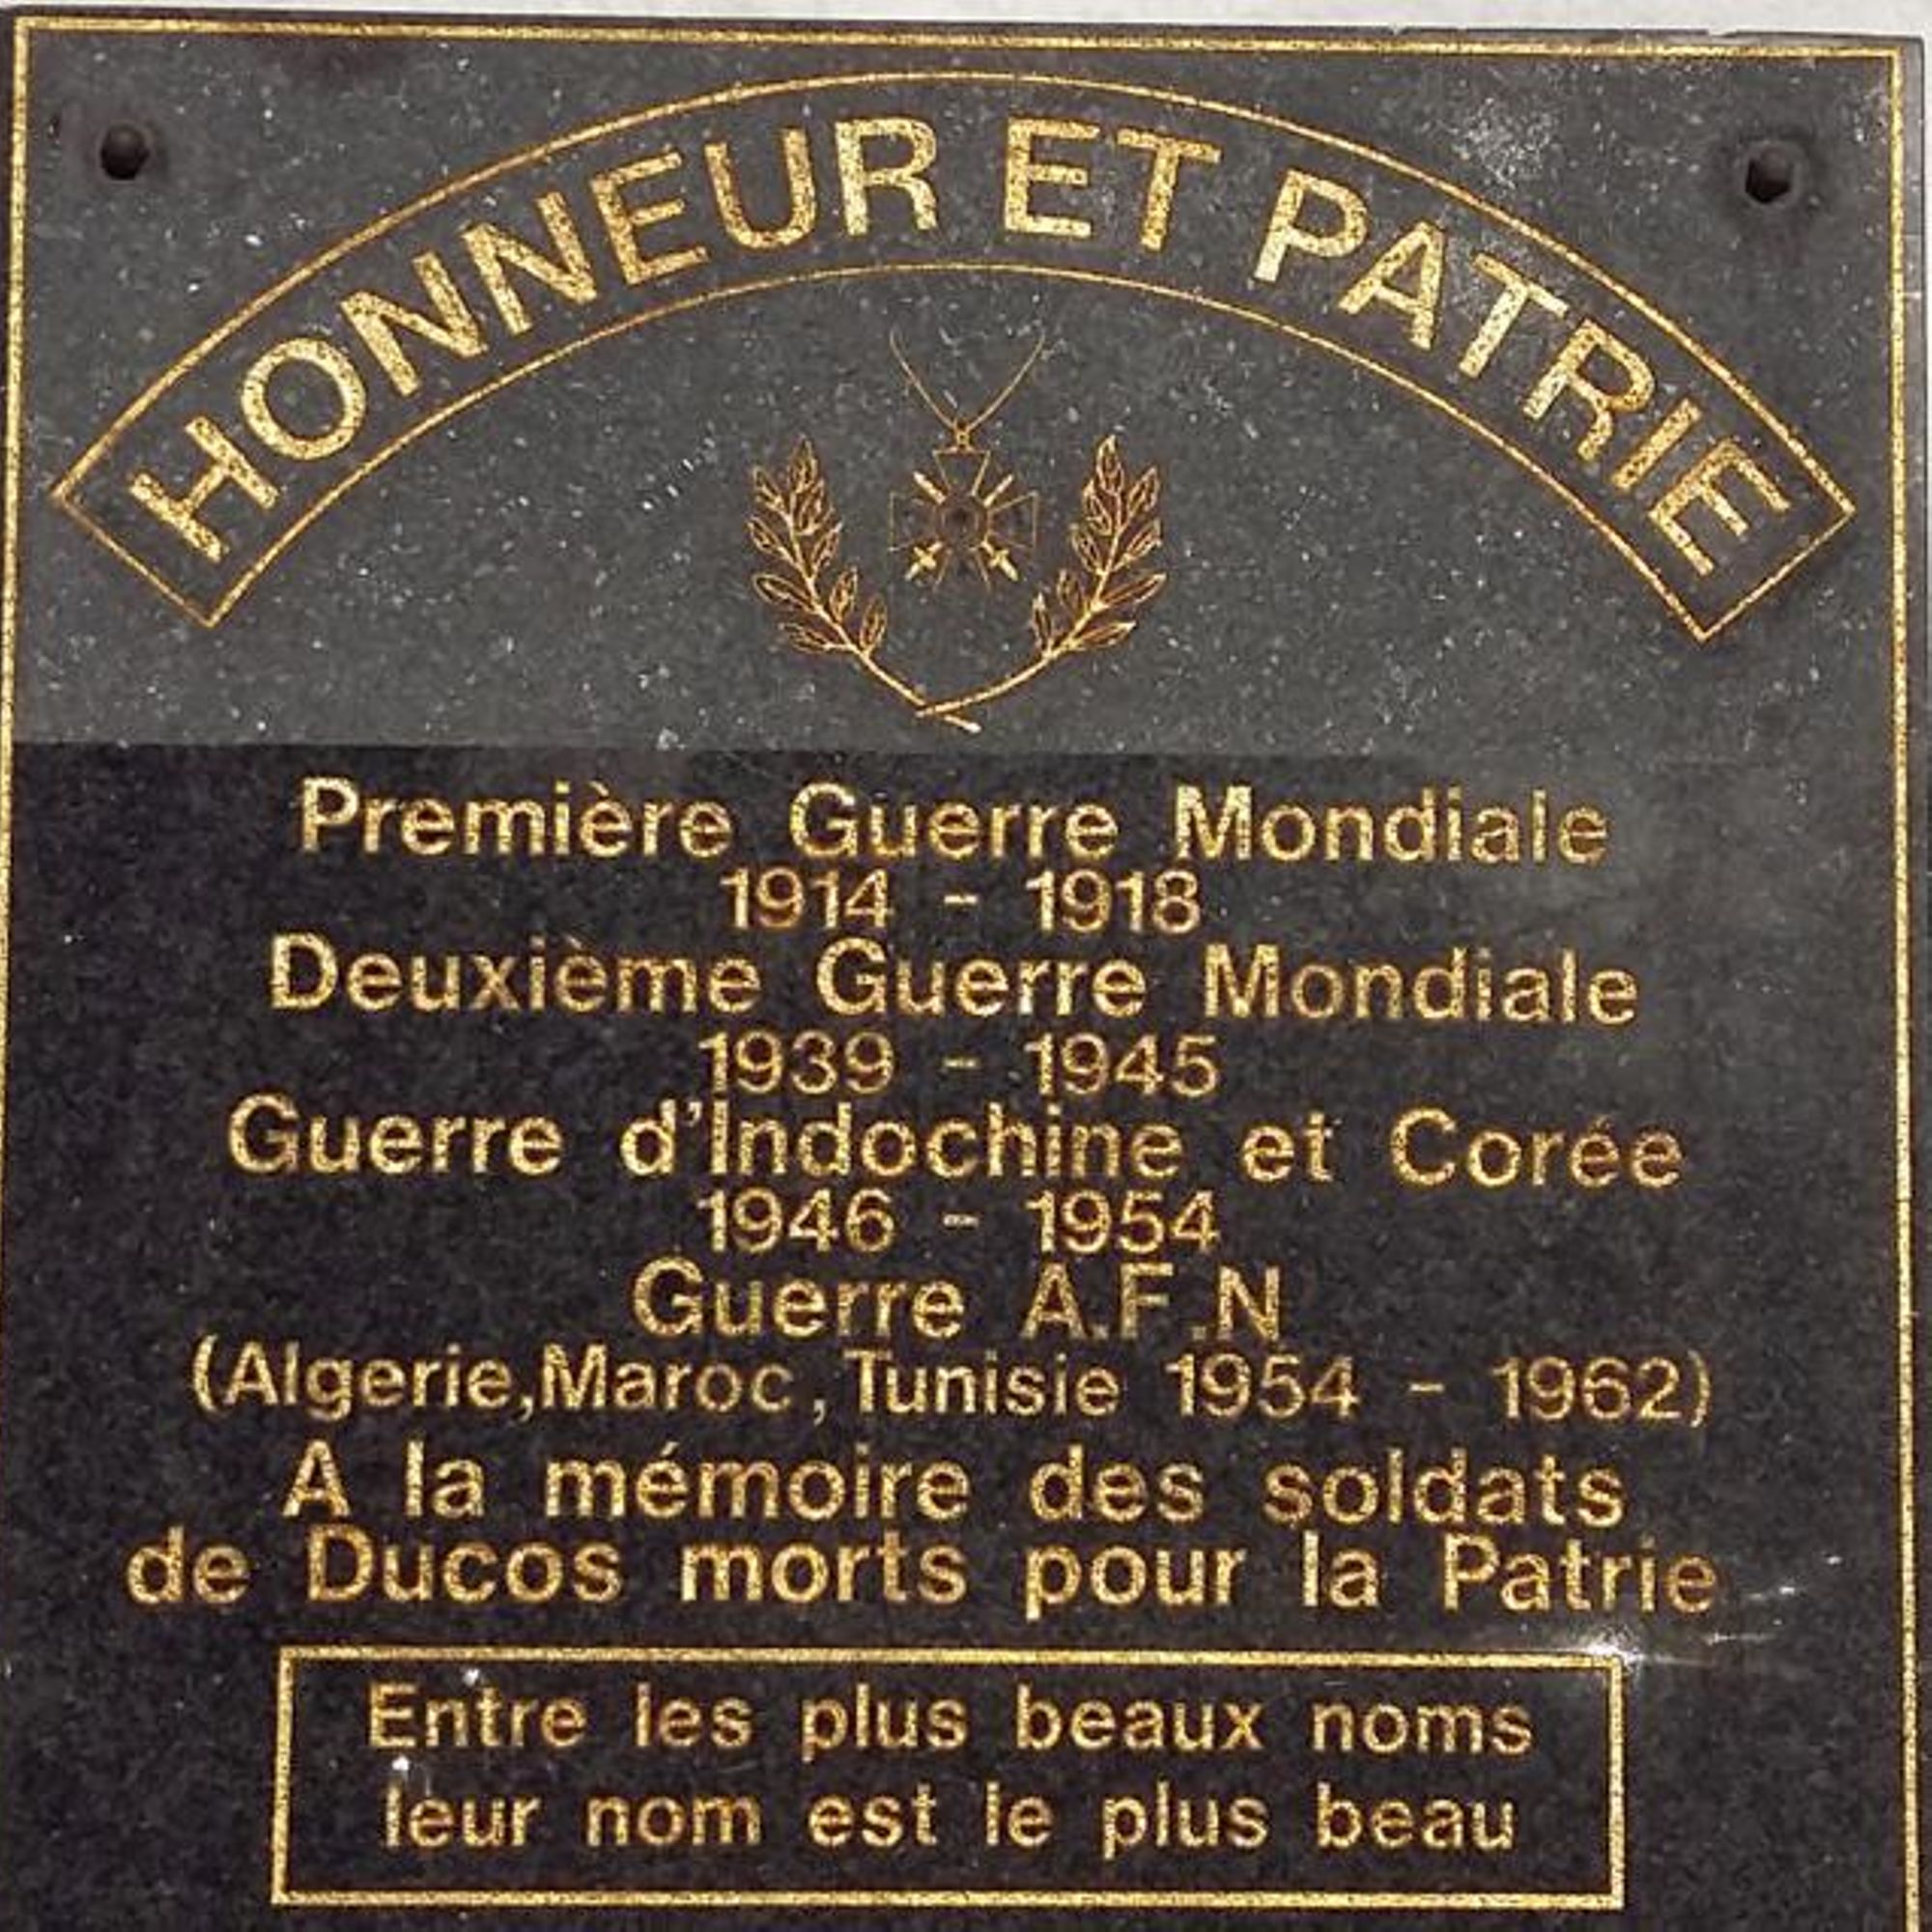 HONNEUR ET PATRIE
Première Guerre Mondiale
1914 - 1918
Deuxième Guerre Mondiale
1939 - 1945
Guerre d'Indochine et Corée
1946 - 1954
Guerre A.F.N
(Algerie,Maroc,Tunisie 1954 - 1962)
A la mémoire des soldats
de Ducos morts pour la Patrie
Entre les plus beaux noms
leur nom est le plus beau